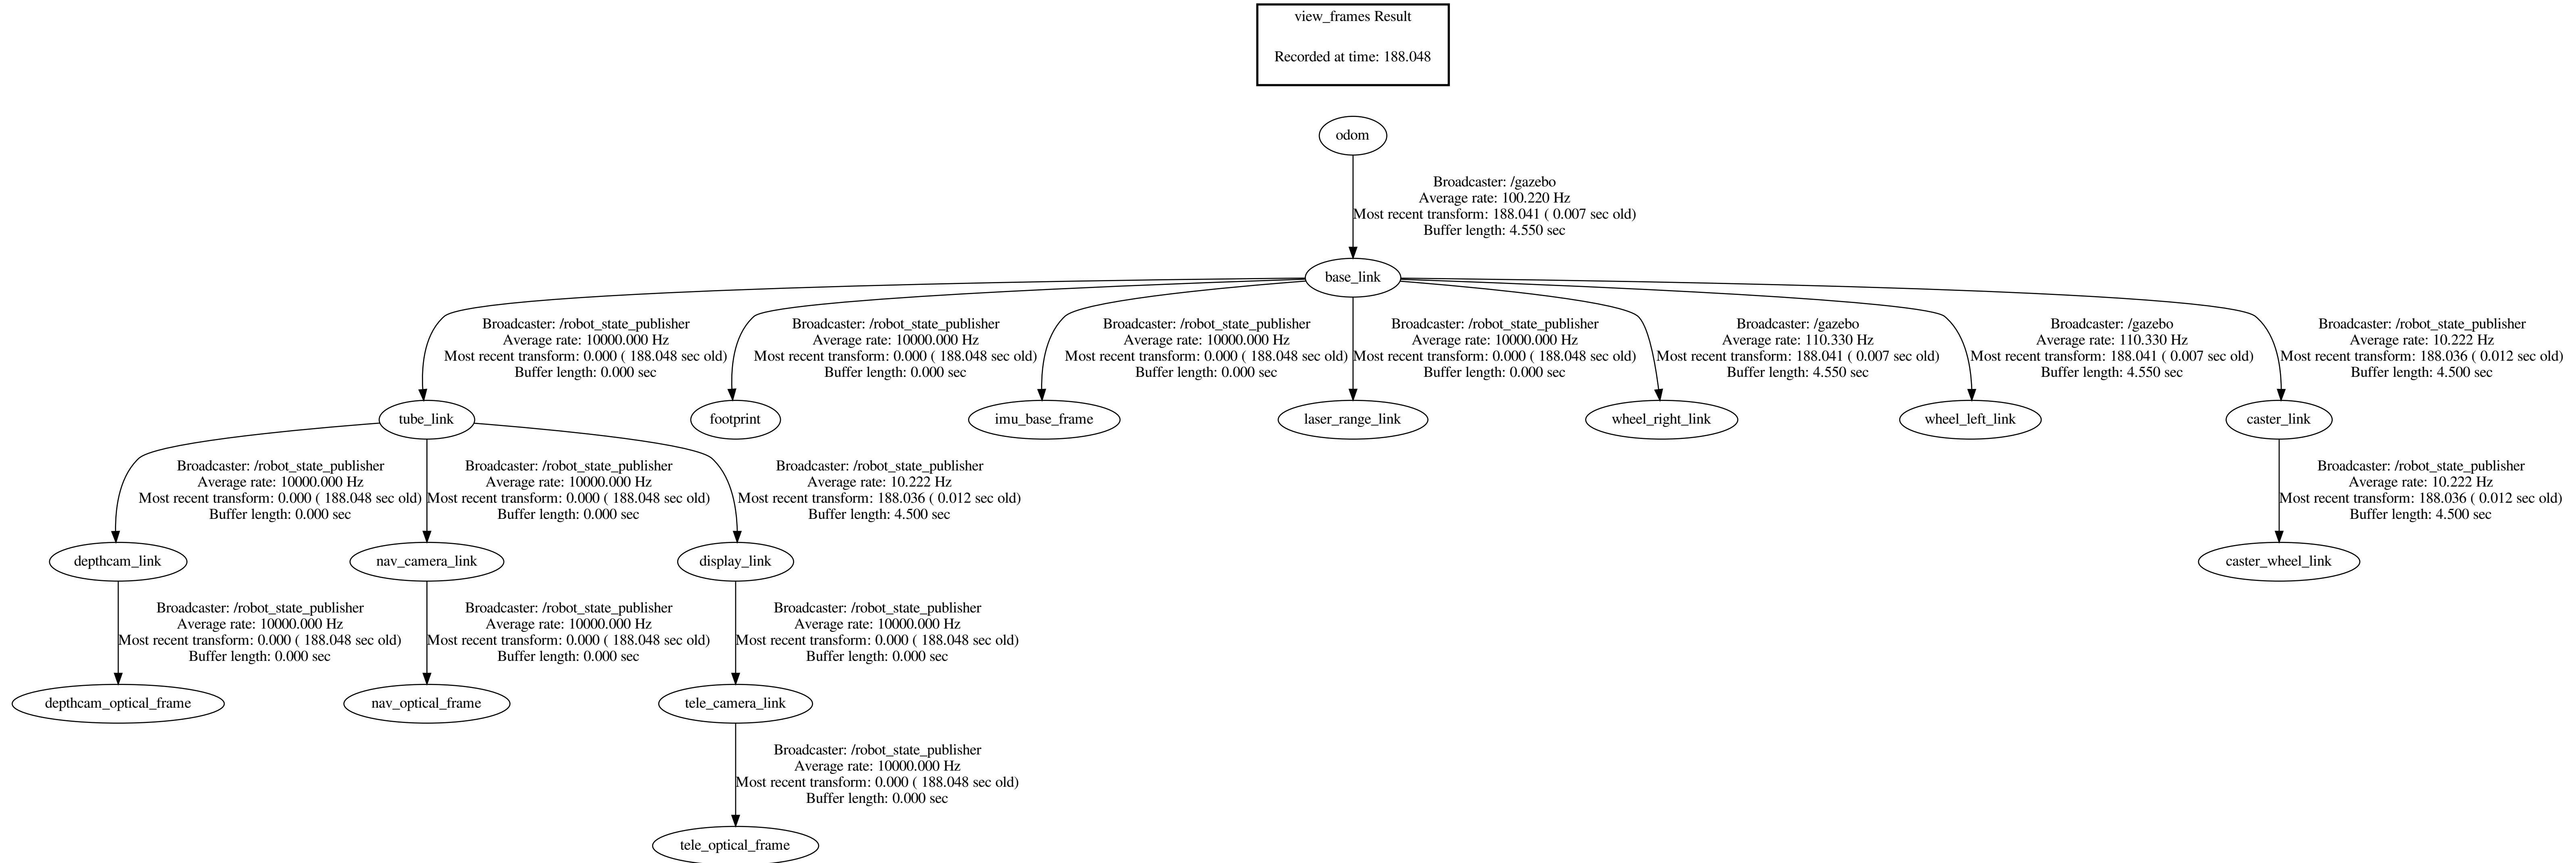 view_frames Result
Recorded at time: 188.048
odom
Broadcaster: /gazebo
Average rate: 100.220 Hz
Most recent transform: 188.041 ( 0.007 sec old)
Buffer length: 4.550 sec
base_link
Broadcaster: /robot_state_publisher
Average rate: 10000.000 Hz
Most recent transform: 0.000 ( 188.048 sec old)
Buffer length: 0.000 sec
Broadcaster: /robot_state_publisher
Average rate: 10000.000 Hz
Most recent transform: 0.000 ( 188.048 sec old)
Buffer length: 0.000 sec
Broadcaster: /robot_state_publisher
Average rate: 10000.000 Hz
Most recent transform: 0.000 ( 188.048 sec old)
Buffer length: 0.000 sec
Broadcaster: /robot_state_publisher
Average rate: 10000.000 Hz
Most recent transform: 0.000 ( 188.048 sec old)
Buffer length: 0.000 sec
Broadcaster: /gazebo
Average rate: 110.330 Hz
Most recent transform: 188.041 ( 0.007 sec old)
Buffer length: 4.550 sec
Broadcaster: /gazebo
Average rate: 110.330 Hz
Most recent transform: 188.041 ( 0.007 sec old)
Buffer length: 4.550 sec
Broadcaster: /robot_state_publisher
Average rate: 10.222 Hz
Most recent transform: 188.036 ( 0.012 sec old)
Buffer length: 4.500 sec
tube_link
footprint
imu_base_frame
laser_range_link
wheel_right_link
wheel_left_link
caster_link
Broadcaster: /robot_state_publisher
Average rate: 10000.000 Hz
Most recent transform: 0.000 ( 188.048 sec old)
Buffer length: 0.000 sec
Broadcaster: /robot_state_publisher
Average rate: 10000.000 Hz
Most recent transform: 0.000 ( 188.048 sec old)
Buffer length: 0.000 sec
Broadcaster: /robot_state_publisher
Average rate: 10.222 Hz
Most recent transform: 188.036 ( 0.012 sec old)
Buffer length: 4.500 sec
Broadcaster: /robot_state_publisher
Average rate: 10.222 Hz
Most recent transform: 188.036 ( 0.012 sec old)
Buffer length: 4.500 sec
depthcam_link
nav_camera_link
display_link
caster_wheel_link
Broadcaster: /robot_state_publisher
Average rate: 10000.000 Hz
Most recent transform: 0.000 ( 188.048 sec old)
Buffer length: 0.000 sec
Broadcaster: /robot_state_publisher
Average rate: 10000.000 Hz
Most recent transform: 0.000 ( 188.048 sec old)
Buffer length: 0.000 sec
Broadcaster: /robot_state_publisher
Average rate: 10000.000 Hz
Most recent transform: 0.000 ( 188.048 sec old)
Buffer length: 0.000 sec
depthcam_optical_frame
nav_optical_frame
tele_camera_link
Broadcaster: /robot_state_publisher
Average rate: 10000.000 Hz
Most recent transform: 0.000 ( 188.048 sec old)
Buffer length: 0.000 sec
tele_optical_frame